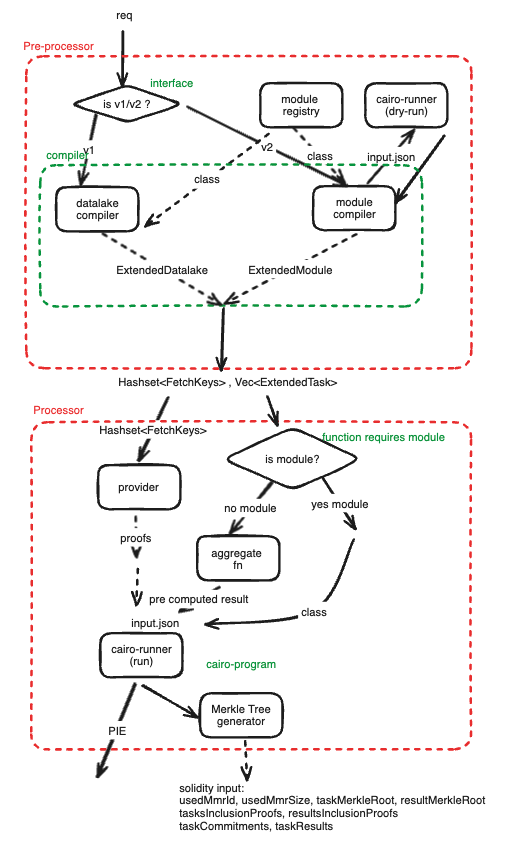 req
Pre-processor
interface
is v1/v2 ?
module
registry
cairo-runner
(dry-run)
v1
v2
compiler
class
input.json
class
datalake
compiler
module
compiler
ExtendedDatalake
ExtendedModule
Hashset<FetchKeys> , Vec<ExtendedTask>
Processor
Hashset<FetchKeys>
function requires module
is module?
provider
no module
yes module
proofs
aggregate
fn
pre computed result
class
input.json
cairo-runner
(run)
cairo-program
Merkle Tree
generator
PIE
solidity input:
usedMmrId, usedMmrSize, taskMerkleRoot, resultMerkleRoot
tasksInclusionProofs, resultsInclusionProofs
taskCommitments, taskResults